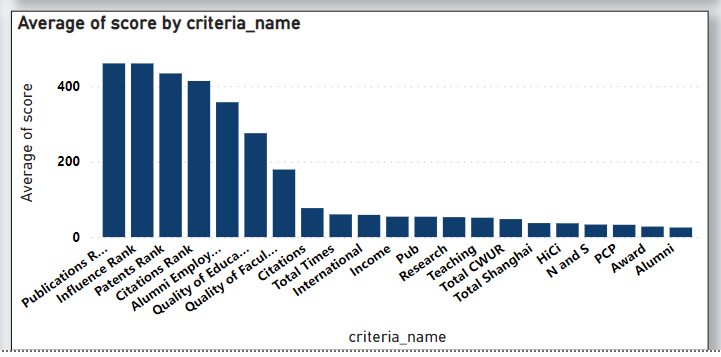 Average of score by criteria_name
Average of score
400
200
0
Publications R...
Influence Rank
Patents Rank
Citations Rank
Alumni Employ...
Quality of Educa...
Quality of Facul...
Citations
Total Times
International
Income
Pub
Research
Teaching
Total CWUR
Total Shanghai
HiCi
N and S
PCP
Award
Alumni
criteria_name